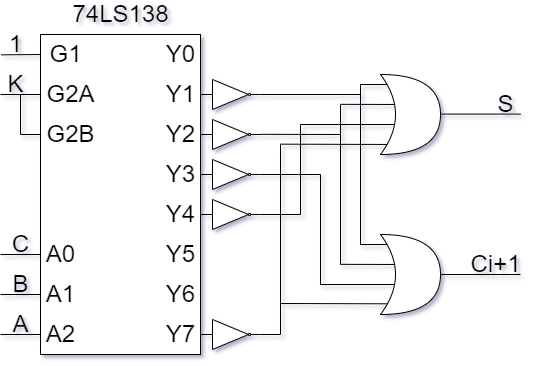 74LS138
1 G1 Y0
K G2A Y1 S
G2B Y2
Y3
Y4
C A0 Y5 Ci+1
B A1 Y6
A A2 Y7